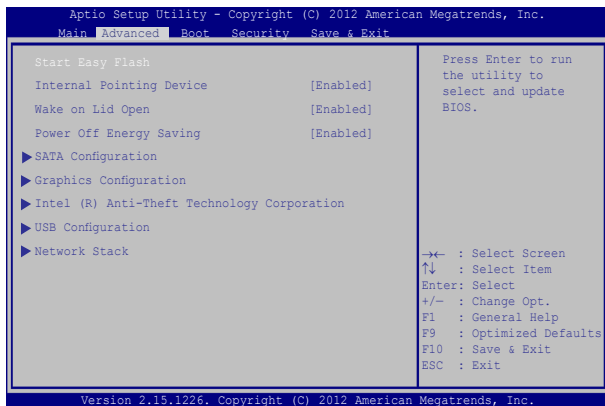 Aptio Setup Utility - Copyright (C) 2012 American Megatrends, Inc.
Main Advanced Boot Security Save & Exit
Start Easy Flash
Internal Pointing Device [Enabled]
Wake on Lid Open [Enabled]
Power Off Energy Saving [Enabled]
SATA Configuration
Graphics Configuration
Intel (R) Anti-Theft Technology Corporation
USB Configuration
Network Stack
Press Enter to run
the utility to
select and update
BIOS.
→← : Select Screen
↑↓ : Select Item
Enter: Select
+/— : Change Opt.
F1 : General Help
F9 : Optimized Defaults
F10 : Save & Exit
ESC : Exit
Version 2.15.1226. Copyright (C) 2012 American Megatrends, Inc.